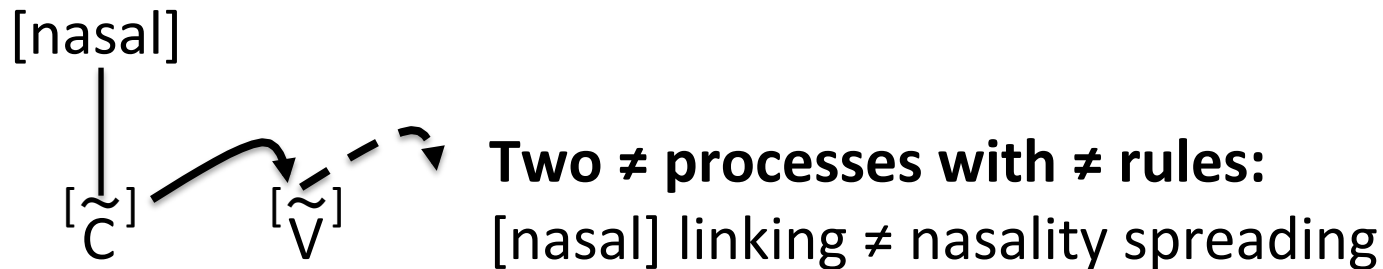 [nasal]
[ ̃] [ ̃]
C V
Two ≠ processes with ≠ rules:
[nasal] linking ≠ nasality spreading